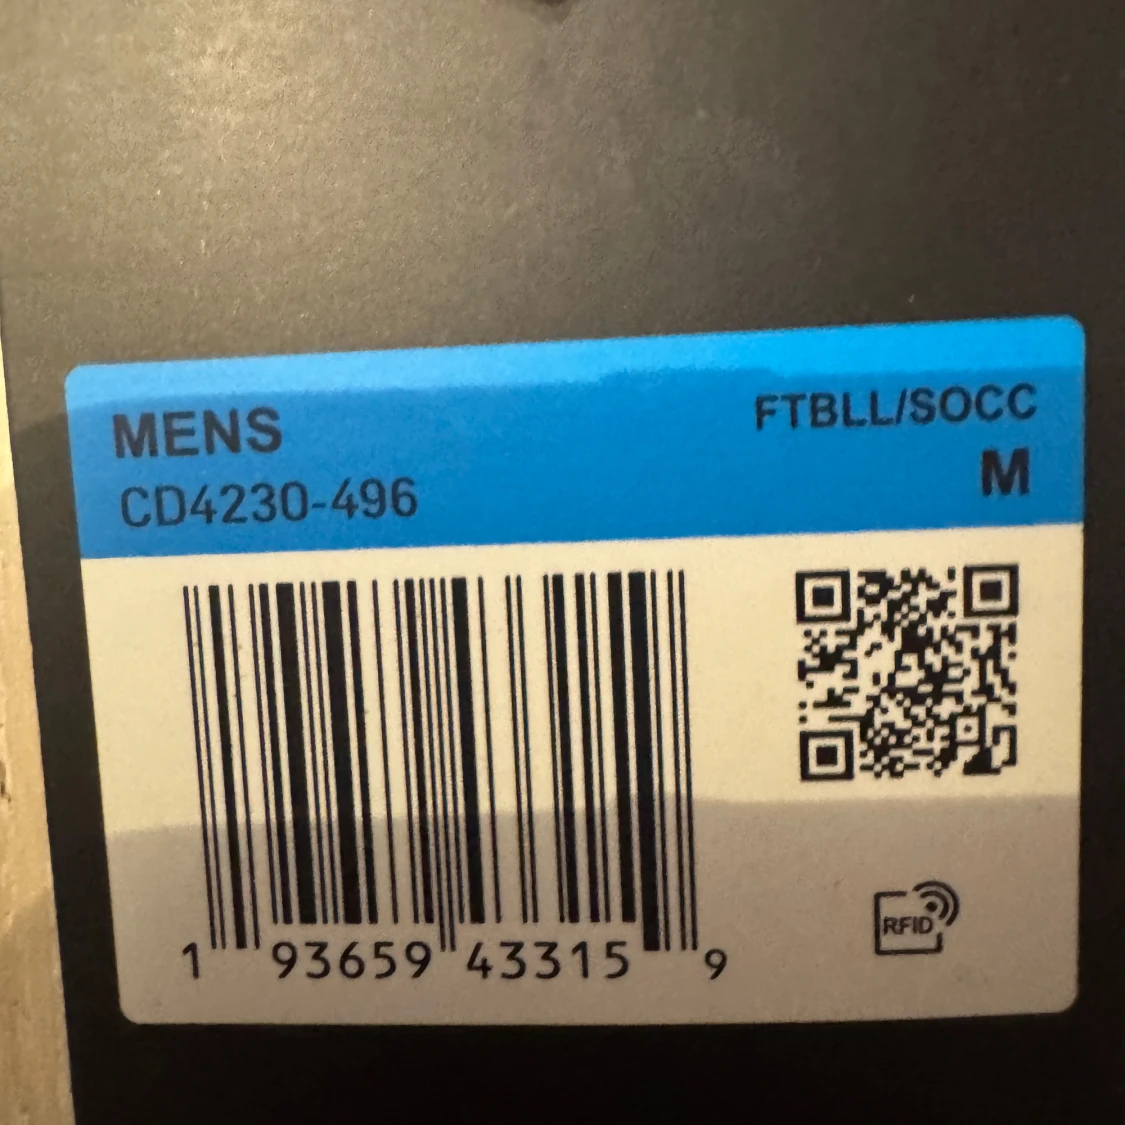 MENS
FTBLL/SOCC
CD4230-496
M
1 93659 43315 9
RFID